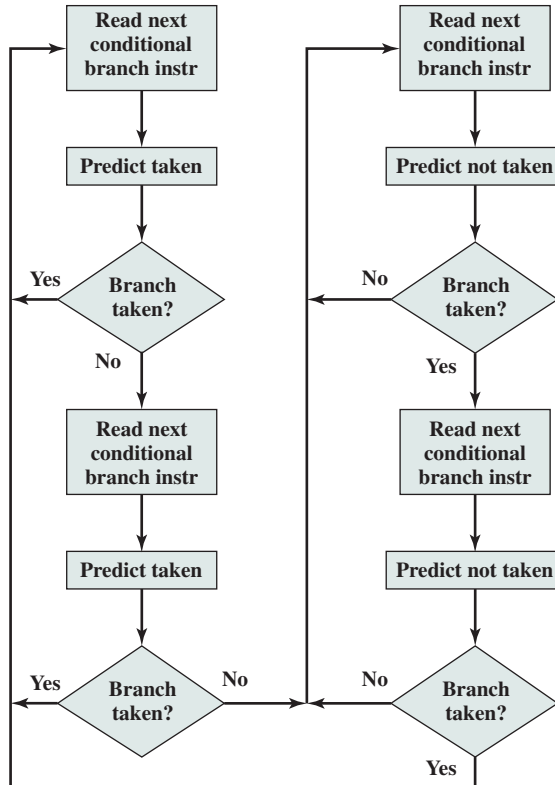 Read next
conditional
branch instr
Predict taken
Yes
Branch
taken?
No
Read next
conditional
branch instr
Predict taken
Yes
Branch
taken?
No
Read next
conditional
branch instr
Predict not taken
No
Branch
taken?
Yes
Read next
conditional
branch instr
Predict not taken
No
Branch
taken?
Yes